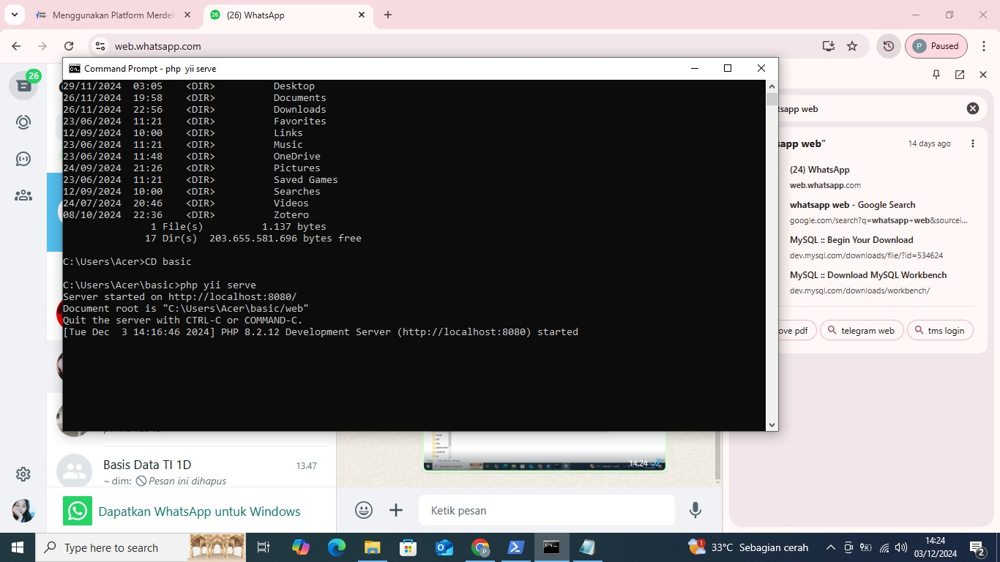 Menggunakan Platform Merdek
(26) WhatsApp
web.whatsapp.com
P
Paused
26
Command Prompt - php  yii serve
29/11/2024  03:05    <DIR>          Desktop
26/11/2024  19:58    <DIR>          Documents
26/11/2024  22:56    <DIR>          Downloads
23/06/2024  11:21    <DIR>          Favorites
12/09/2024  10:00    <DIR>          Links
23/06/2024  11:21    <DIR>          Music
23/06/2024  11:48    <DIR>          OneDrive
24/09/2024  21:26    <DIR>          Pictures
23/06/2024  11:21    <DIR>          Saved Games
12/09/2024  10:00    <DIR>          Searches
24/07/2024  20:46    <DIR>          Videos
08/10/2024  22:36    <DIR>          Zotero
1 File(s)          1.137 bytes
17 Dir(s)  203.655.581.696 bytes free
C:\Users\Acer>CD basic
C:\Users\Acer\basic>php yii serve
Server started on http://localhost:8080/
Document root is "C:\Users\Acer\basic/web"
Quit the server with CTRL-C or COMMAND-C.
[Tue Dec  3 14:16:46 2024] PHP 8.2.12 Development Server (http://localhost:8080) started
tsapp web
sapp web”
14 days ago
(24) WhatsApp
web.whatsapp.com
whatsapp web - Google Search
google.com/search?q=whatsapp+web&sourcei...
MySQL :: Begin Your Download
dev.mysql.com/downloads/file/?id=534624
MySQL :: Download MySQL Workbench
dev.mysql.com/downloads/workbench/
ove pdf
telegram web
tms login
Basis Data TI 1D
13.47
~ dim: Pesan ini dihapus
14.24
Dapatkan WhatsApp untuk Windows
Ketik pesan
Type here to search
33°C Sebagian cerah
14:24
03/12/2024
2